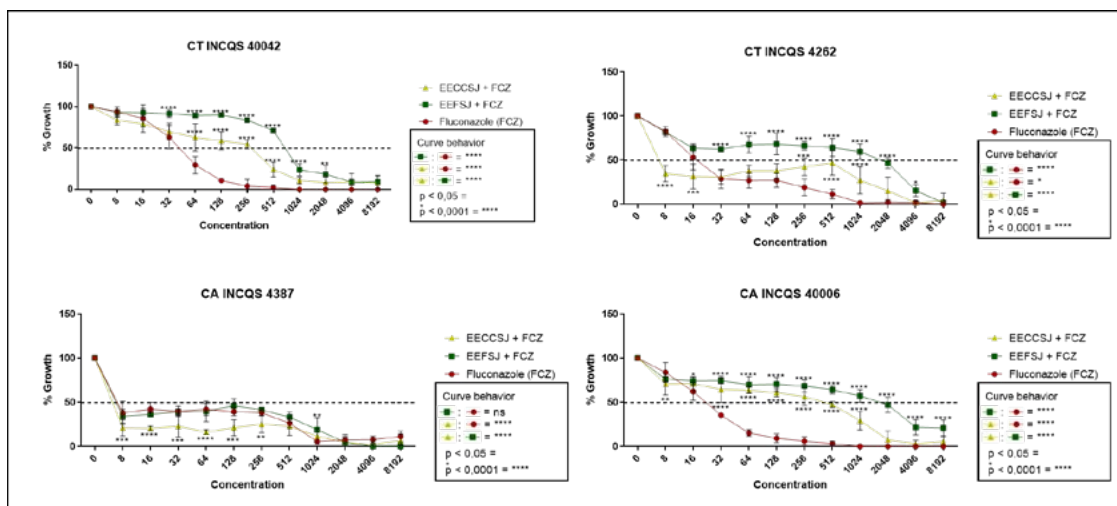 CT INCQS 40042
% Growth
150
100
50
0
0 8 16 32 64 128 256 512 1024 2048 4096 8192
Concentration
**** **** **** **** ****
**** **** **** **** **** **
EECCSJ + FCZ
EEFSJ + FCZ
Fluconazole (FCZ)
Curve behavior
: = ****
: = ****
: = ****
p < 0,05 =
*
p < 0,0001 = ****
CT INCQS 4262
% Growth
150
100
50
0
0 8 16 32 64 128 256 512 1024 2048 4096 8192
Concentration
**** **** **** **** ****
**** *** *** **** **** *
EECCSJ + FCZ
EEFSJ + FCZ
Fluconazole (FCZ)
Curve behavior
: = ****
: = *
: = ****
p < 0,05 =
*
p < 0,0001 = ****
CA INCQS 4387
% Growth
150
100
50
0
0 8 16 32 64 128 256 512 1024 2048 4096 8192
Concentration
*** **** *** **** *** ** **
EECCSJ + FCZ
EEFSJ + FCZ
Fluconazole (FCZ)
Curve behavior
: = ns
: = ****
: = ****
p < 0,05 =
*
p < 0,0001 = ****
CA INCQS 40006
% Growth
150
100
50
0
0 8 16 32 64 128 256 512 1024 2048 4096 8192
Concentration
* **** **** **** **** **** **** ****
** **** **** **** **** **** **** **** ****
EECCSJ + FCZ
EEFSJ + FCZ
Fluconazole (FCZ)
Curve behavior
: = ****
: = ****
: = ****
p < 0,05 =
*
p < 0,0001 = ****